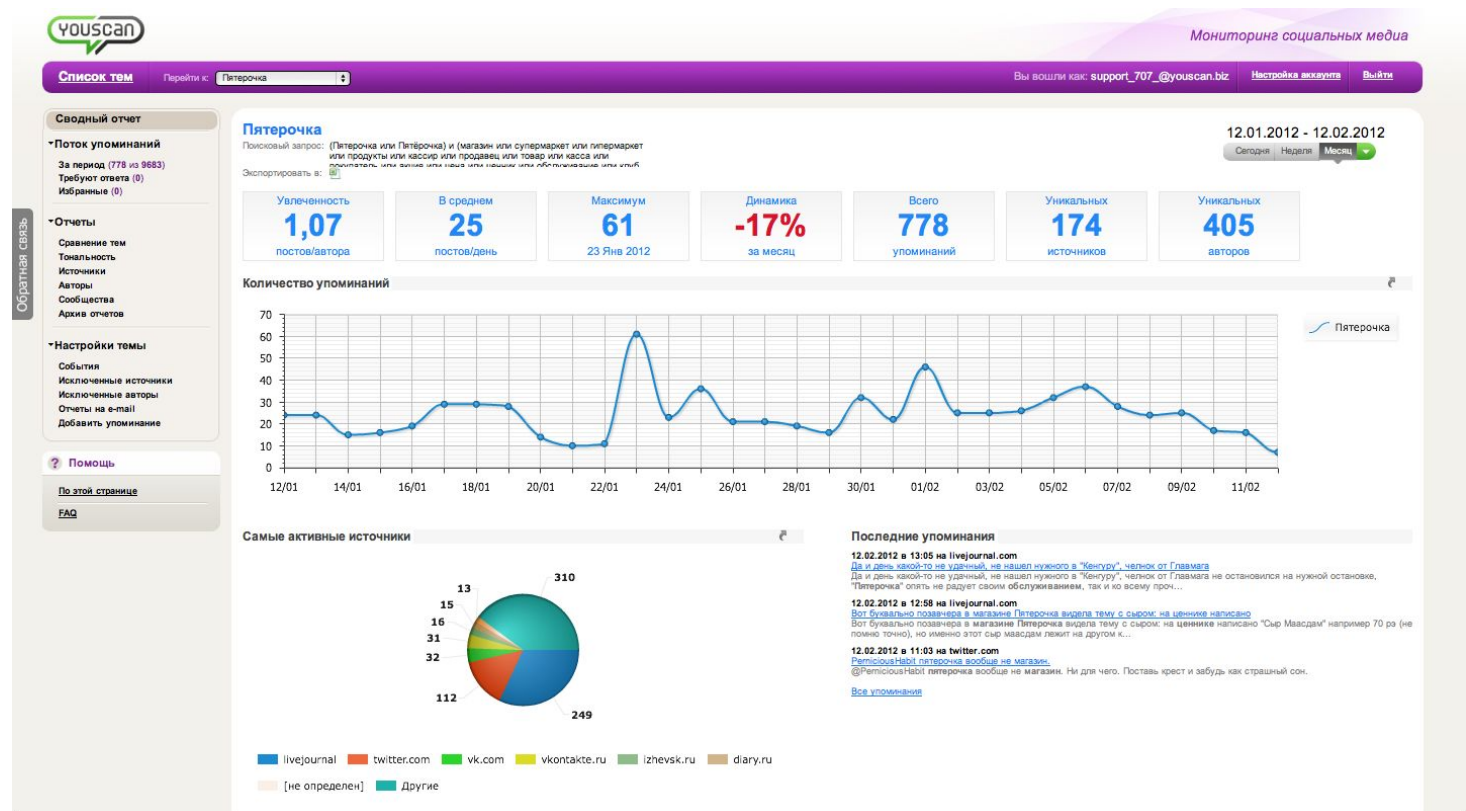 youscan
Мониторинг социальных медиа
Список тем Перейти к: Пятерочка Вы вошли как: support_707_@youscan.biz Настройка аккаунта Выйти
Обратная связь
Сводный отчет
Поток упоминаний
За период (778 из 9683)
Требуют ответа (0)
Избранные (0)
Отчеты
Сравнение тем
Тональность
Источники
Авторы
Сообщества
Архив отчетов
Настройки темы
События
Исключенные источники
Исключенные авторы
Отчеты на e-mail
Добавить упоминание
? Помощь
По этой странице
FAQ
Пятерочка
Поисковый запрос: (Пятерочка или Пятёрочка) и (магазин или супермаркет или гипермаркет
или продукты или кассир или продавец или товар или касса или
покупатель или акция или цена или ценник или обслуживание или клуб
Экспортировать в:
12.01.2012 - 12.02.2012
Сегодня Неделя Месяц
Увлеченность В среднем Максимум Динамика Всего Уникальных Уникальных
1,07 25 61 -17% 778 174 405
постов/автора постов/день 23 Янв 2012 за месяц упоминаний источников авторов
Количество упоминаний
70
60
50
40
30
20
10
0
12/01 14/01 16/01 18/01 20/01 22/01 24/01 26/01 28/01 30/01 01/02 03/02 05/02 07/02 09/02 11/02
Пятерочка
Самые активные источники
310
13
15
16
31
32
112
249
livejournal twitter.com vk.com vkontakte.ru izhevsk.ru diary.ru
[не определен] Другие
Последние упоминания
12.02.2012 в 13:05 на livejournal.com
Да и день какой-то не удачный, не нашел нужного в "Кенгуру", челнок от Главмага
Да и день какой-то не удачный, не нашел нужного в "Кенгуру", челнок от Главмага не остановился на нужной остановке,
"Пятерочка" опять не радует своим обслуживанием, так и ко всему проч...
12.02.2012 в 12:58 на livejournal.com
Вот буквально позавчера в магазине Пятерочка видела тему с сыром: на ценнике написано
Вот буквально позавчера в магазине Пятерочка видела тему с сыром: на ценнике написано "Сыр Маасдам" например 70 рэ (не
помню точно), но именно этот сыр маасдам лежит на другом к...
12.02.2012 в 11:03 на twitter.com
PerniciousHabit пятерочка вообще не магазин.
@PerniciousHabit пятерочка вообще не магазин. Ни для чего. Поставь крест и забудь как страшный сон.
Все упоминания